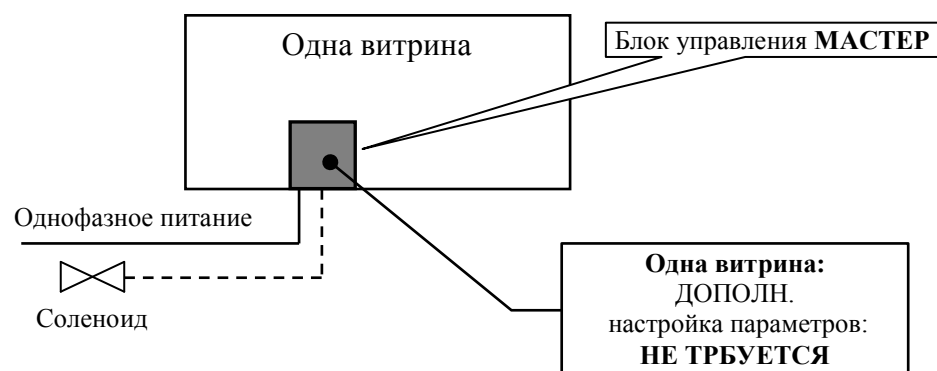 Одна витрина
Блок управления МАСТЕР
Однофазное питание
Соленоид
Одна витрина:
ДОПОЛН.
настройка параметров:
НЕ ТРБУЕТСЯ